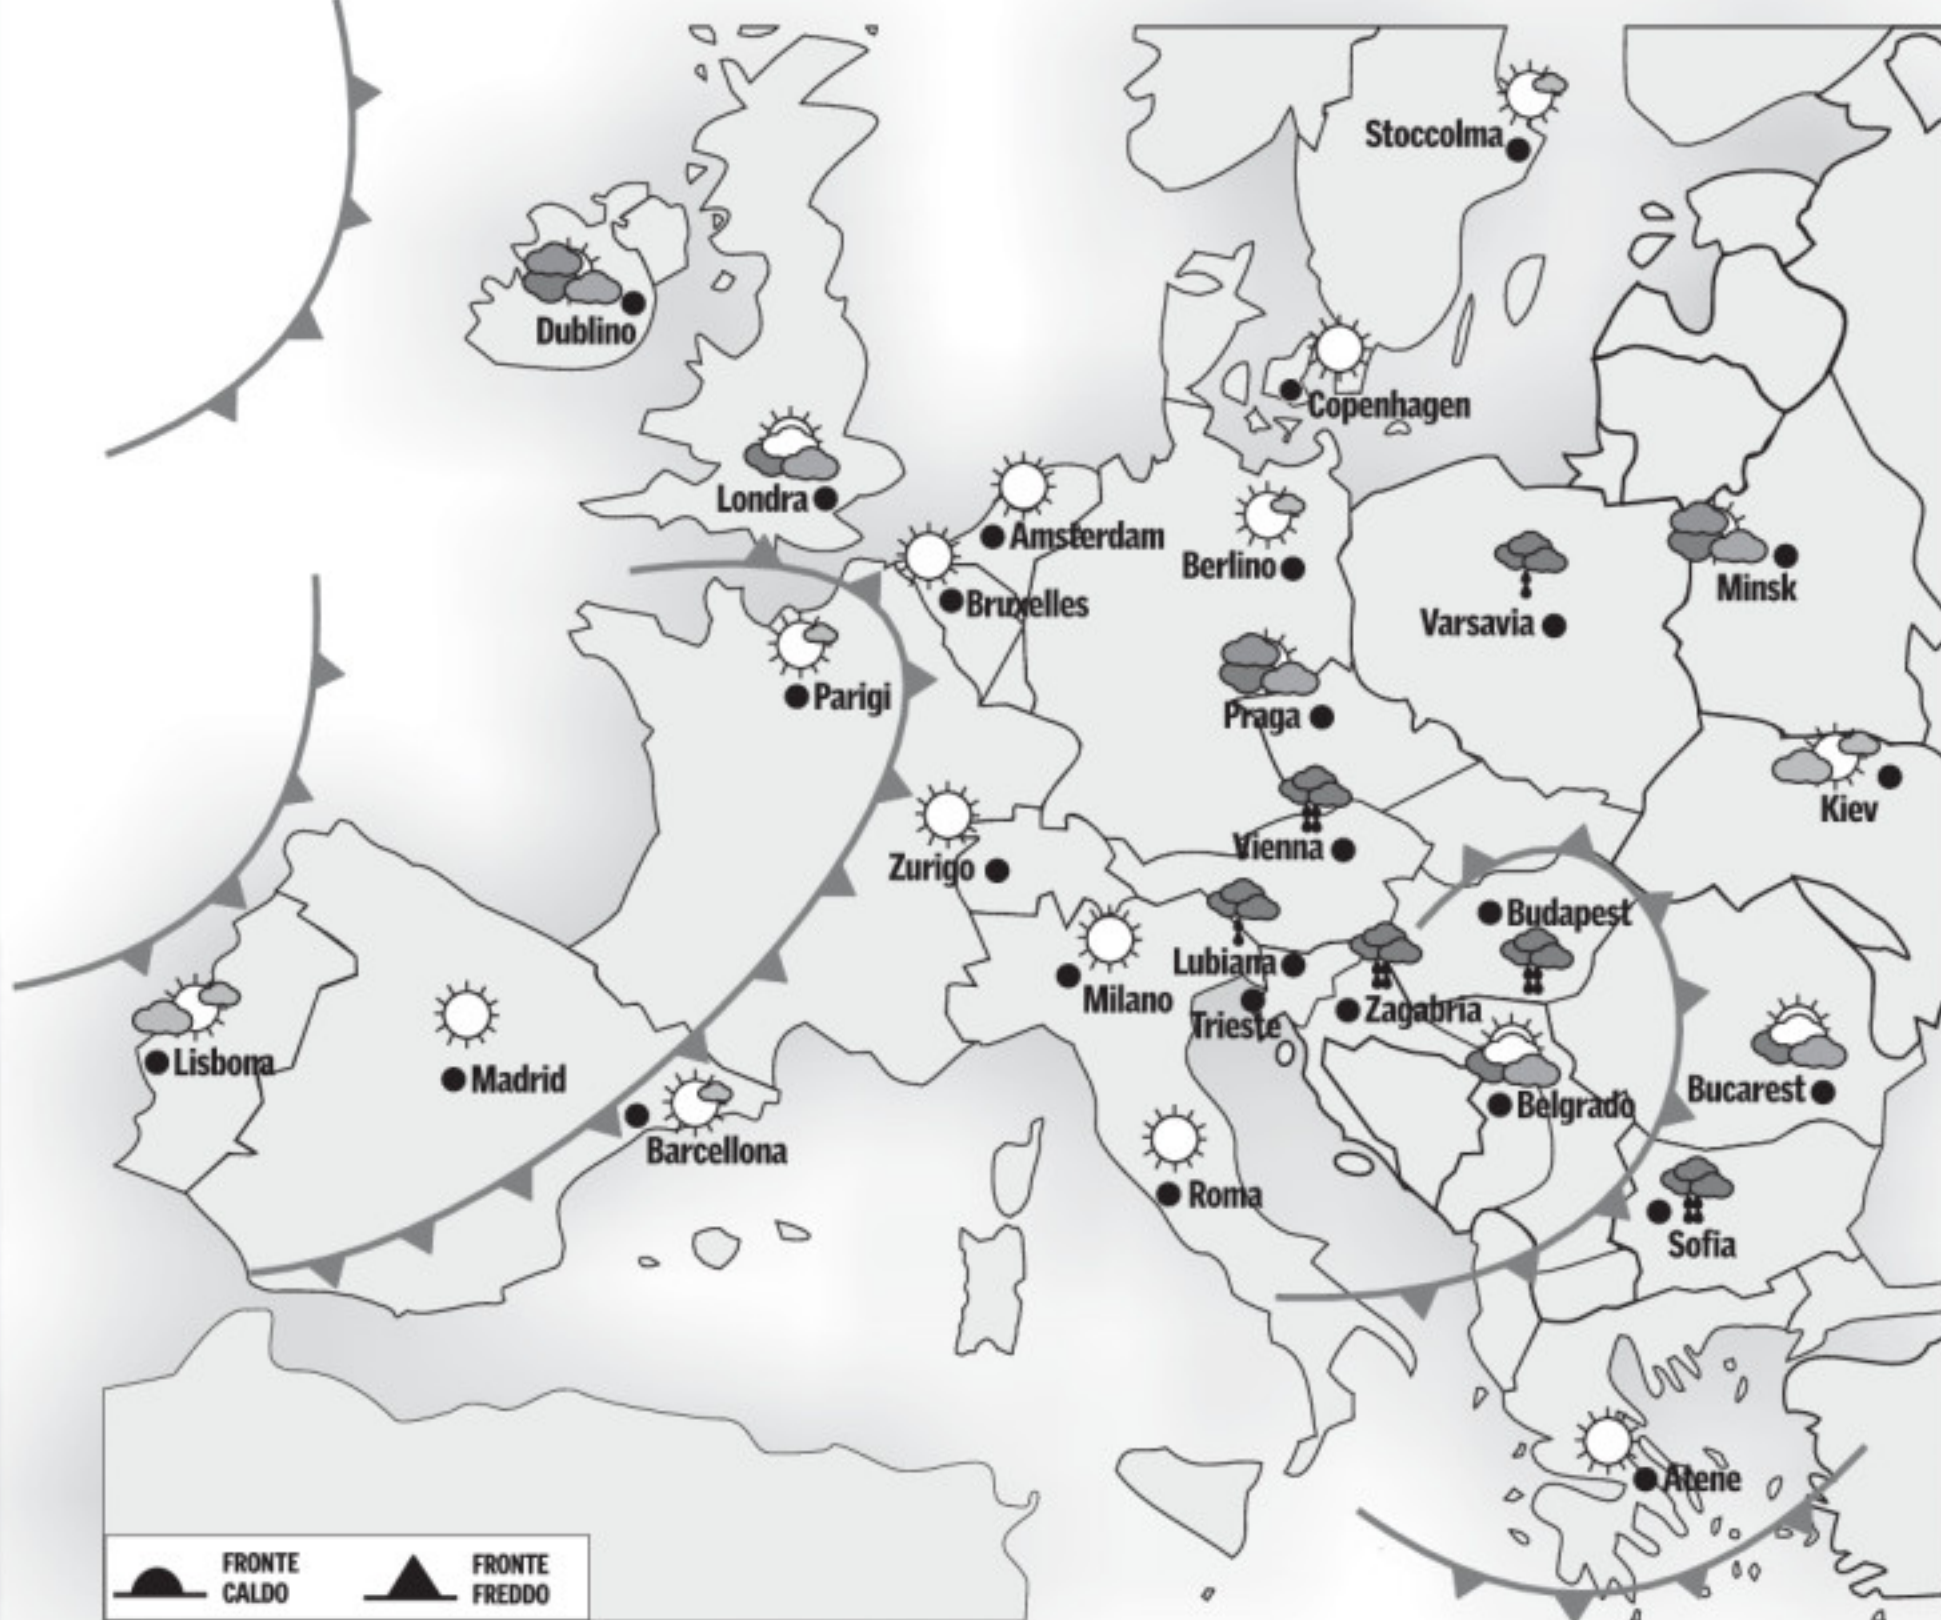 Stoccolma
Dublino
Copenhagen
Londra
Amsterdam
Berlino
Minsk
Bruxelles
Varsavia
Parigi
Praga
Kiev
Vienna
Zurigo
Budapest
Lubiana
Milano
Zagabria
Trieste
Lisbona
Madrid
Bucarest
Belgrado
Barcellona
Roma
Sofia
Atene
FRONTE
CALDO
FRONTE
FREDDO